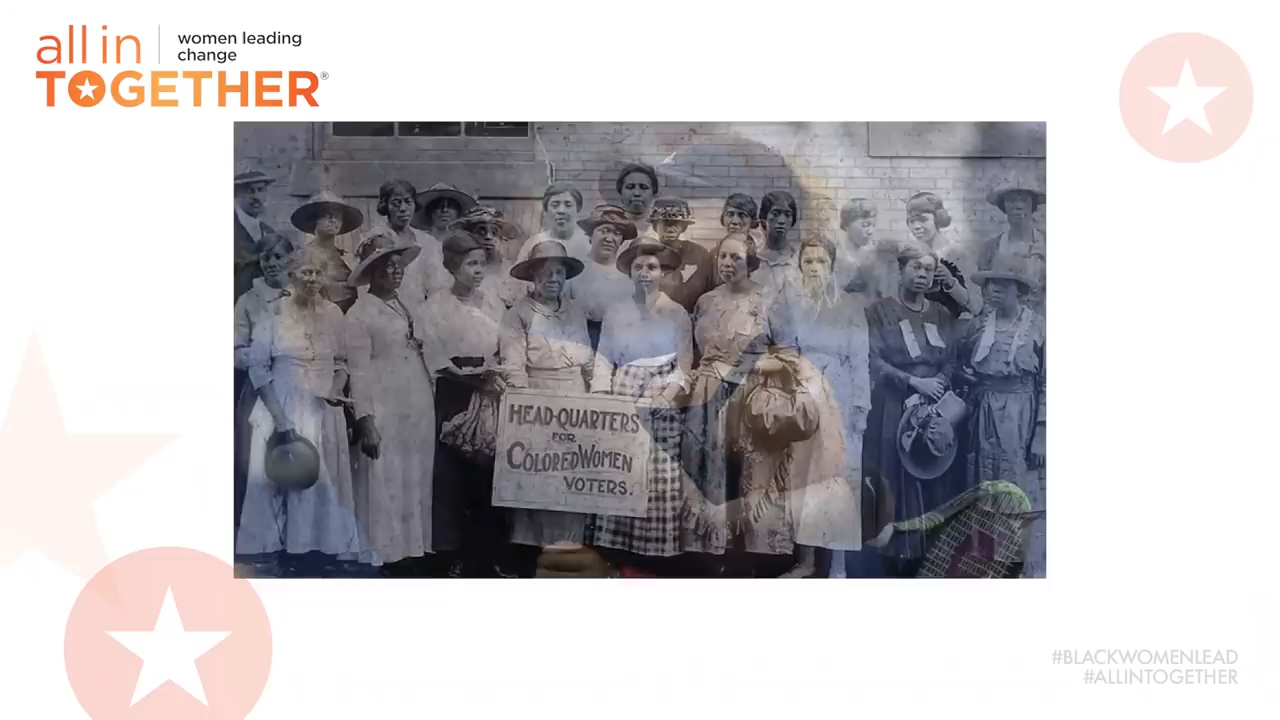 all in
TOGETHER®
women leading
change
HEAD-QUARTERS
FOR
COLORED WOMEN
VOTERS.
#BLACKWOMENLEAD
#ALLINTOGETHER